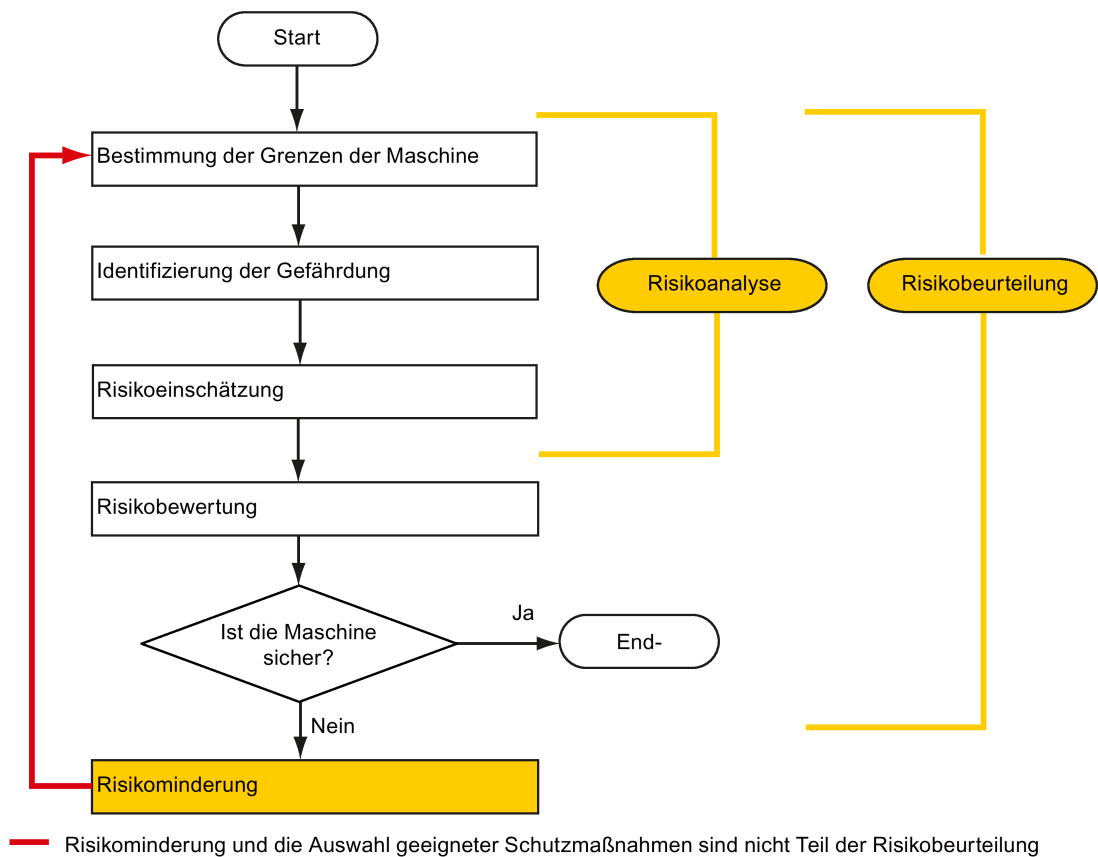 Start
Bestimmung der Grenzen der Maschine
Identifizierung der Gefährdung
Risikoanalyse
Risikobeurteilung
Risikoeinschätzung
Risikobewertung
Ist die Maschine
sicher?
Ja
End-
Nein
Risikominderung
Risikominderung und die Auswahl geeigneter Schutzmaßnahmen sind nicht Teil der Risikobeurteilung